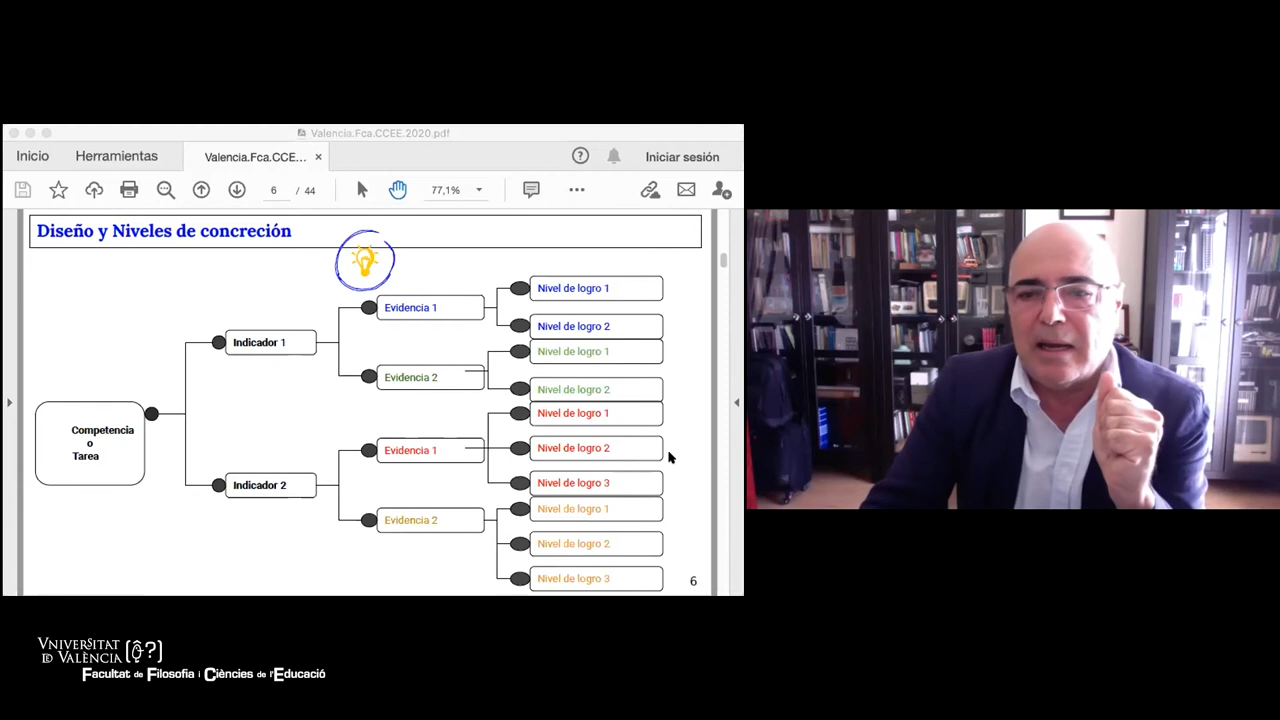 Valencia.Fca.CCEE.2020.pdf
Inicio
Herramientas
Valencia.Fca.CCE...
Iniciar sesión
6 / 44
77,1%
Diseño y Niveles de concreción
Competencia
o
Tarea
Indicador 1
Evidencia 1
Nivel de logro 1
Nivel de logro 2
Evidencia 2
Nivel de logro 1
Nivel de logro 2
Indicador 2
Evidencia 1
Nivel de logro 1
Nivel de logro 2
Nivel de logro 3
Evidencia 2
Nivel de logro 1
Nivel de logro 2
Nivel de logro 3
6
VNIVERSITAT
DE VALÈNCIA
Facultat de Filosofia i Ciències de l'Educació